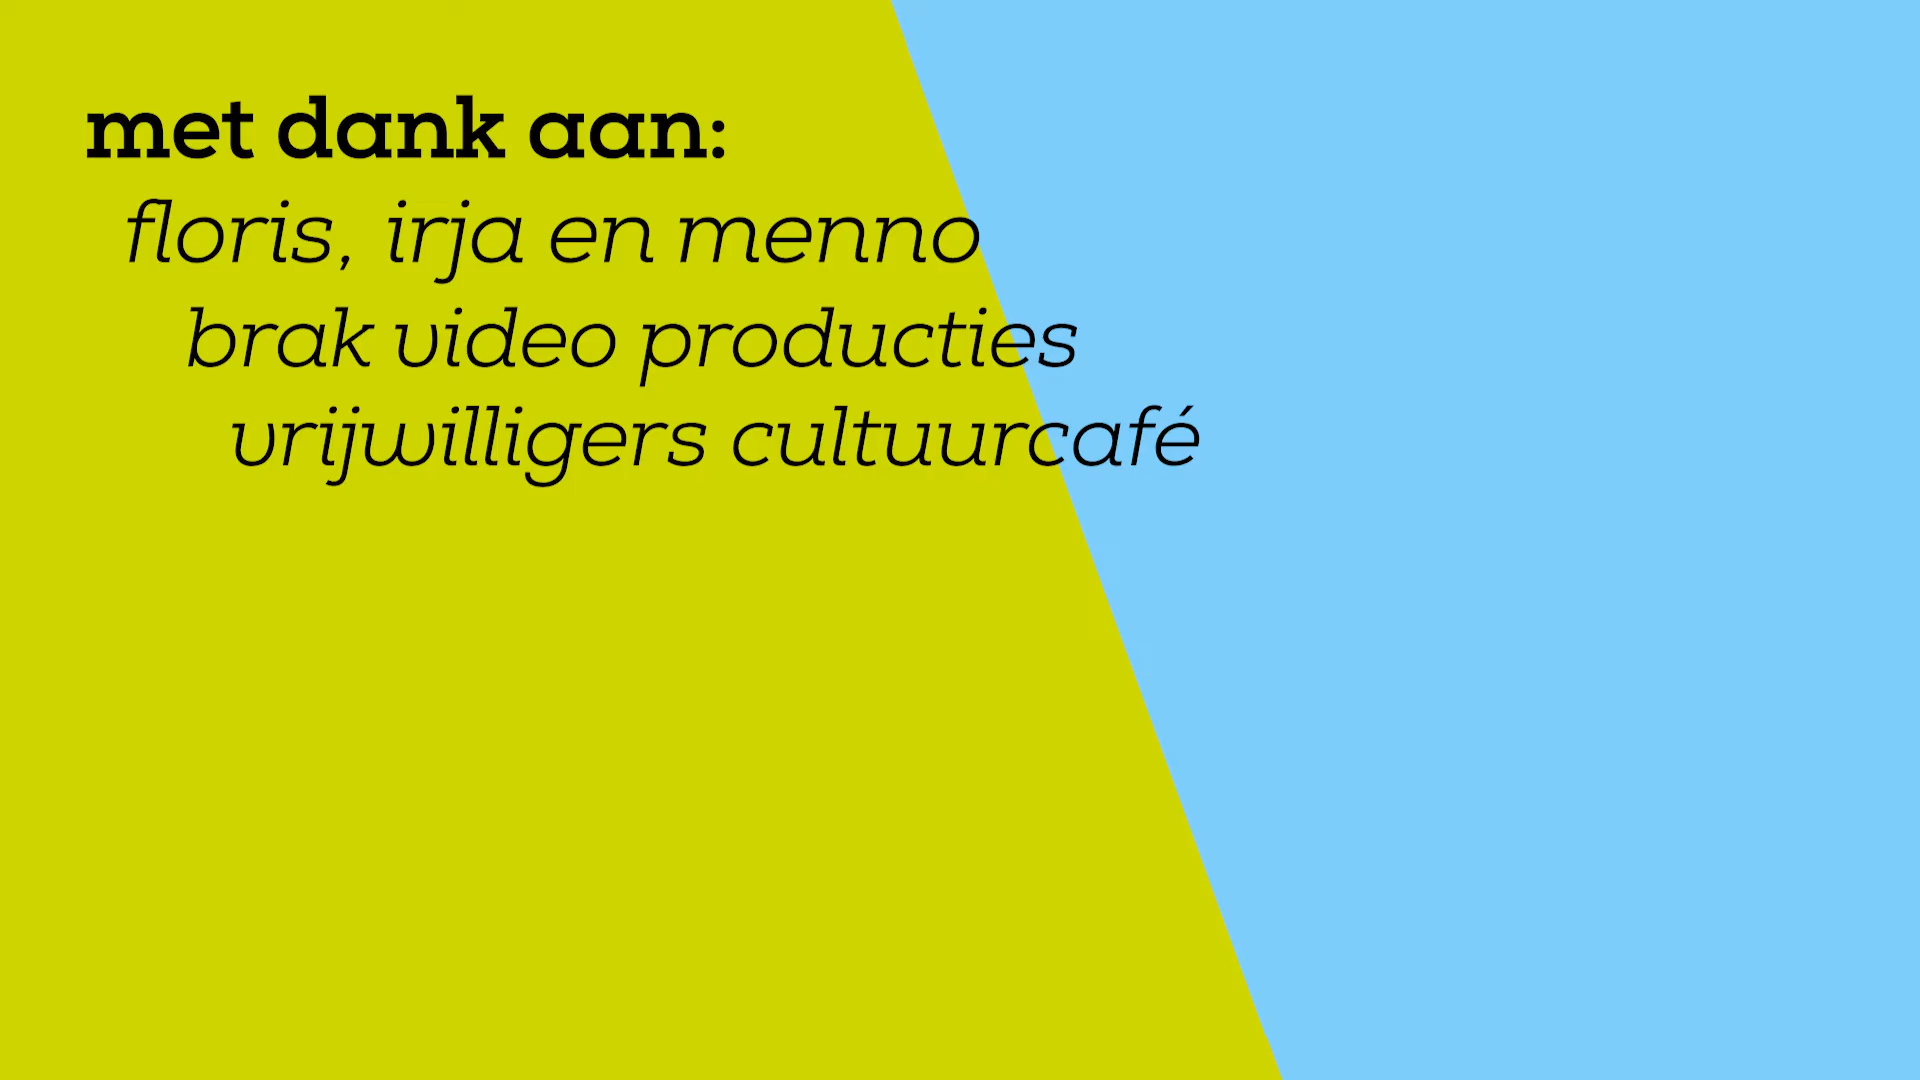 met dank aan:
floris, irja en menno
brak video producties
vrijwilligers cultuurcafé